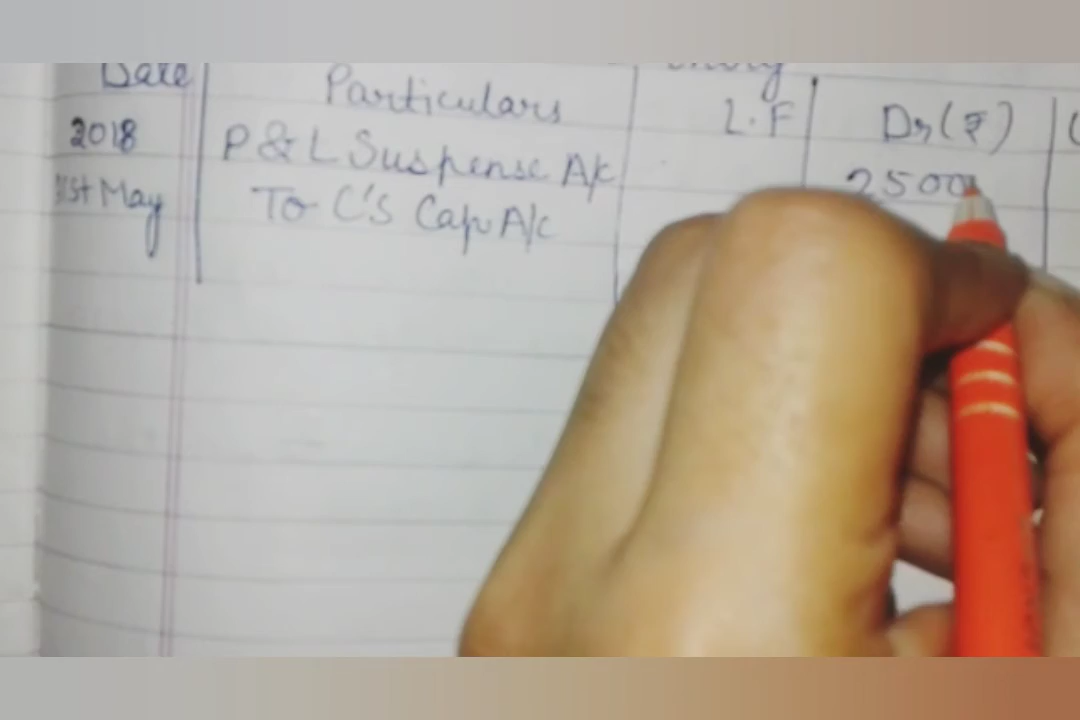 Date Particulars L.F Dr(₹)
2018 P & L Suspense A/c 2500
31st May To C's Cap A/c